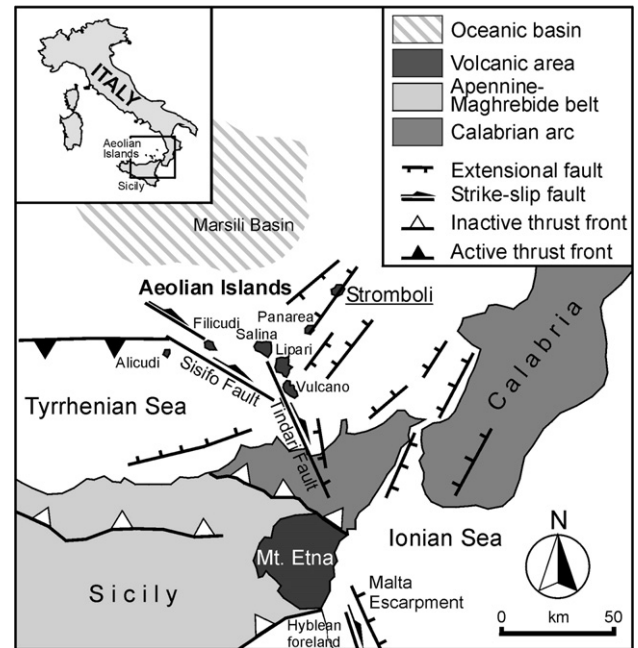 ITALY
Aeolian
Islands
Sicily
Oceanic basin
Volcanic area
Apennine-
Maghrebide belt
Calabrian arc
Extensional fault
Strike-slip fault
Inactive thrust front
Active thrust front
Marsili Basin
Aeolian Islands
Stromboli
Panarea
Filicudi
Salina
Lipari
Alicudi
Vulcano
Sisifo Fault
Tindari Fault
Tyrrhenian Sea
Calabria
Ionian Sea
Mt. Etna
Sicily
Malta
Escarpment
Hyblean
foreland
N
0 km 50